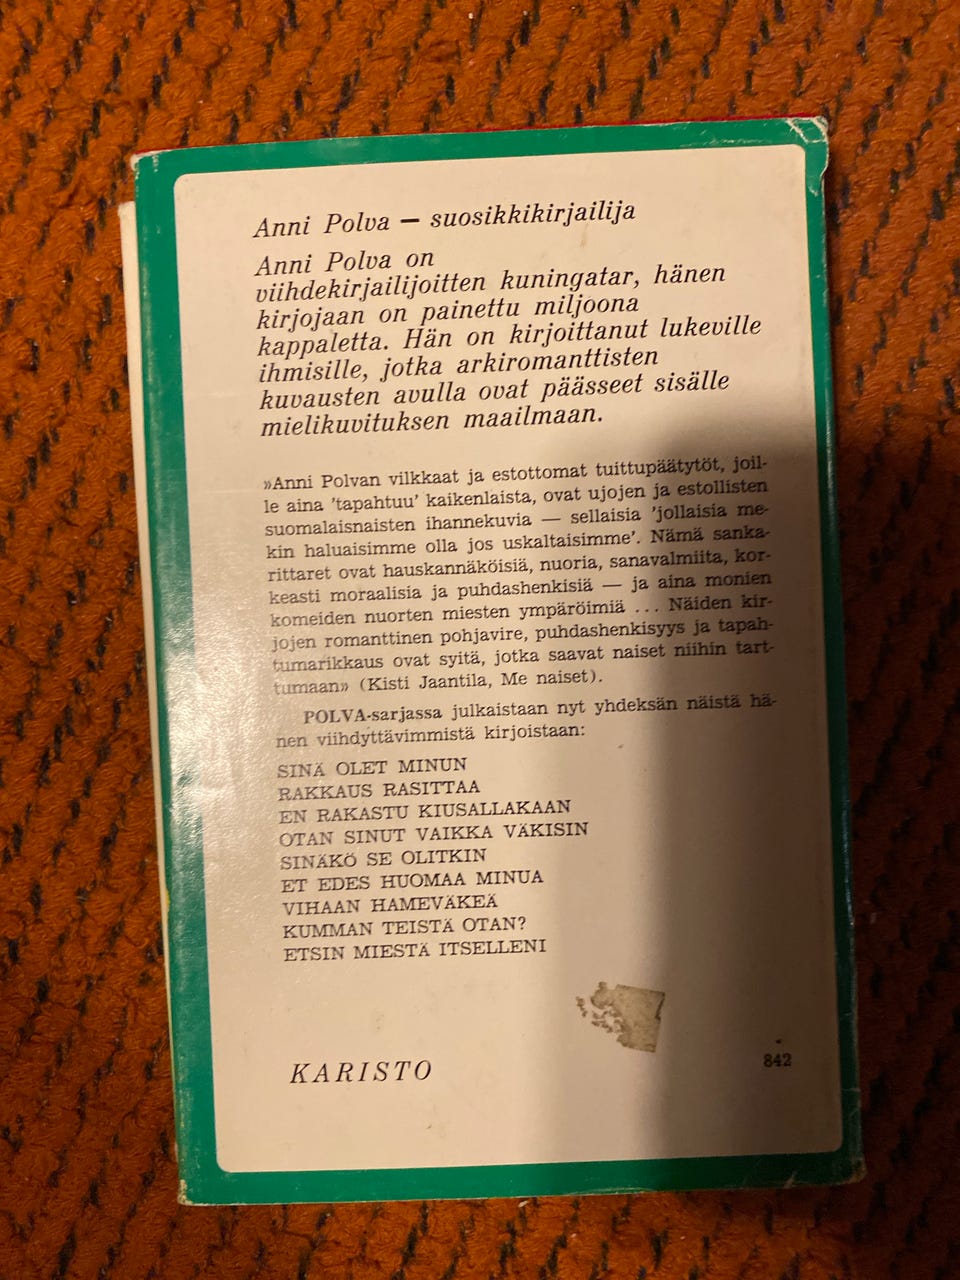 Anni Polva — suosikkikirjailija
Anni Polva on
viihdekirjailijoitten kuningatar, hänen
kirjojaan on painettu miljoona
kappaletta. Hän on kirjoittanut lukeville
ihmisille, jotka arkiromanttisten
kuvausten avulla ovat päässeet sisälle
mielikuvituksen maailmaan.
»Anni Polvan vilkkaat ja estottomat tuittupäätytöt, joil-
le aina 'tapahtuu' kaikenlaista, ovat ujojen ja estollisten
suomalaisnaisten ihannekuvia — sellaisia 'jollaisia me-
kin haluaisimme olla jos uskaltaisimme'. Nämä sanka-
rittaret ovat hauskannäköisiä, nuoria, sanavalmiita, kor-
keasti moraalisia ja puhdashenkisiä — ja aina monien
komeiden nuorten miesten ympäröimiä ... Näiden kir-
jojen romanttinen pohjavire, puhdashenkisyys ja tapah-
tumarikkaus ovat syitä, jotka saavat naiset niihin tart-
tumaan» (Kisti Jaantila, Me naiset).
POLVA-sarjassa julkaistaan nyt yhdeksän näistä hä-
nen viihdyttävimmistä kirjoistaan:
SINÄ OLET MINUN
RAKKAUS RASITTAA
EN RAKASTU KIUSALLAKAAN
OTAN SINUT VAIKKA VÄKISIN
SINÄKÖ SE OLITKIN
ET EDES HUOMAA MINUA
VIHAAN HAMEVÄKEÄ
KUMMAN TEISTÄ OTAN?
ETSIN MIESTÄ ITSELLENI
KARISTO
842